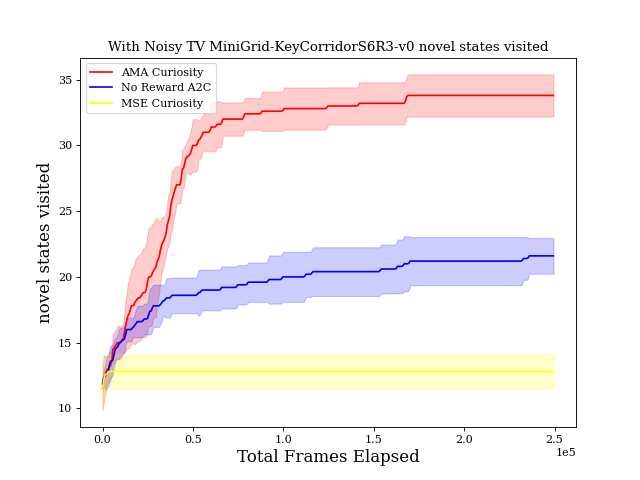 With Noisy TV MiniGrid-KeyCorridorS6R3-v0 novel states visited
AMA Curiosity
No Reward A2C
MSE Curiosity
novel states visited
35
30
25
20
15
10
0.0
0.5
1.0
1.5
2.0
2.5
1e5
Total Frames Elapsed